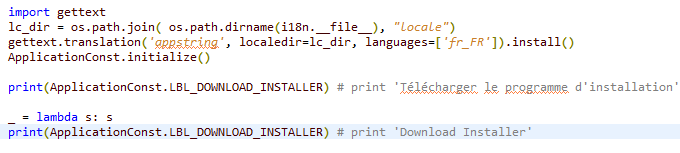 import gettext
lc_dir = os.path.join( os.path.dirname(i18n.__file__), "locale")
gettext.translation('appstring', localedir=lc_dir, languages=['fr_FR']).install()
ApplicationConst.initialize()
print(ApplicationConst.LBL_DOWNLOAD_INSTALLER) # print 'Télécharger le programme d'installation'
_ = lambda s: s
print(ApplicationConst.LBL_DOWNLOAD_INSTALLER) # print 'Download Installer'